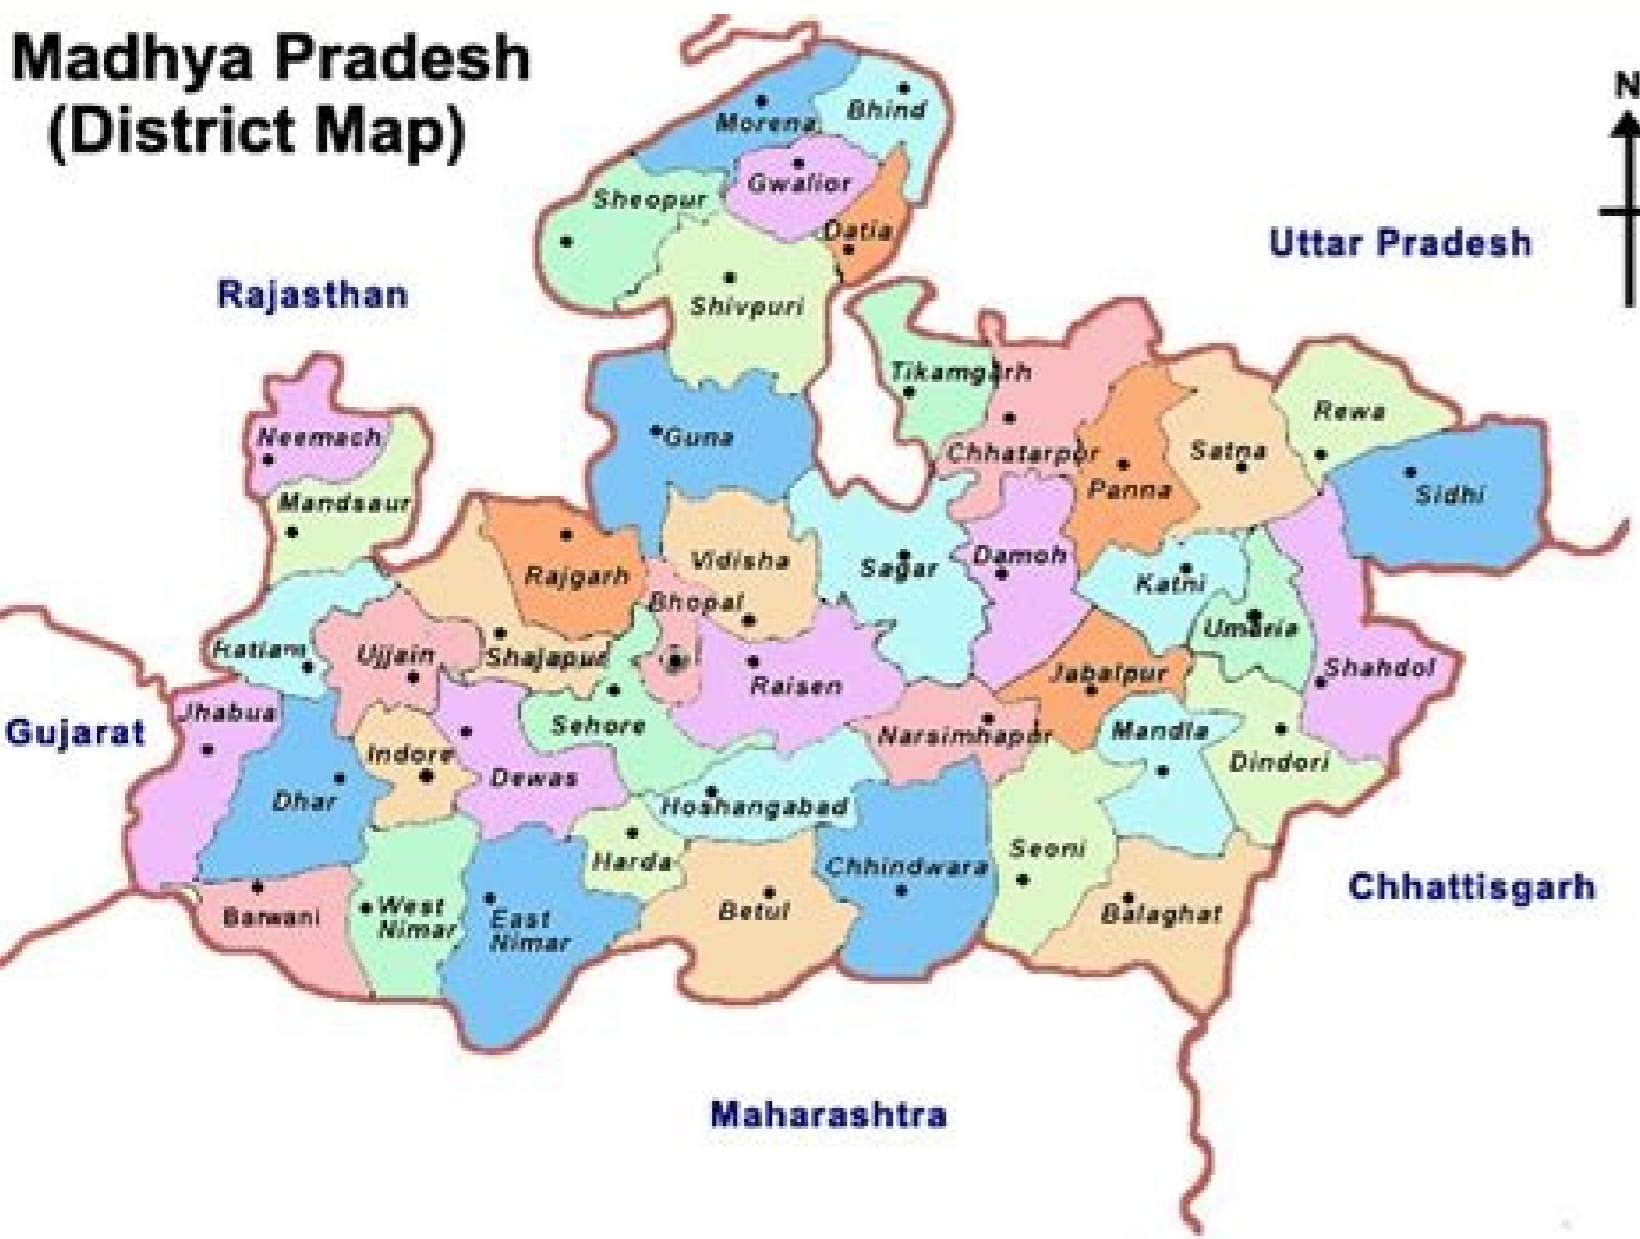 Madhya Pradesh
(District Map)
N
Morena
Bhind
Gwalior
Sheopur
Datia
Uttar Pradesh
Rajasthan
Shivpuri
Tikamgarh
Rewa
Neemach
Guna
Chhatarpur
Satna
Panna
Sidhi
Mandsaur
Rajgarh
Vidisha
Sagar
Damoh
Katni
Bhopal
Umaria
Ratlam
Ujjain
Shajapur
Raisen
Jabalpur
Shahdol
Jhabua
Gujarat
Sehore
Narsimhapur
Mandla
Indore
Dewas
Dindori
Dhar
Hoshangabad
Harda
Chhindwara
Seoni
Chhattisgarh
Barwani
West
Nimar
East
Nimar
Betul
Balaghat
Maharashtra